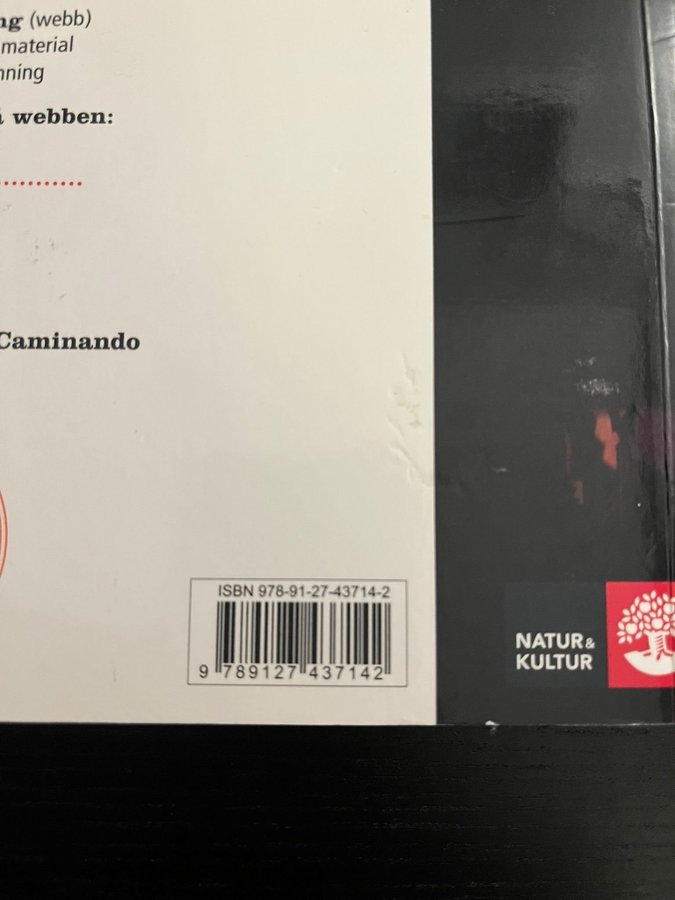 ng (webb)
material
nning
å webben:
Caminando
ISBN 978-91-27-43714-2
9 789127 437142
NATUR &
KULTUR